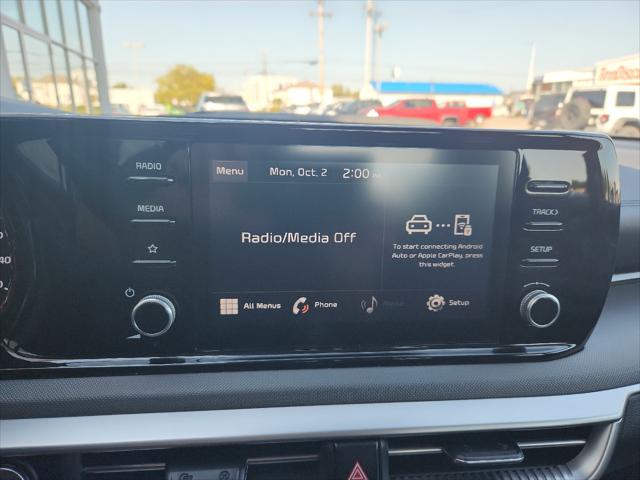 RADIO
MEDIA
Menu Mon, Oct. 2 2:00
Radio/Media Off
To start connecting Android
Auto or Apple CarPlay, press
this widget.
All Menus Phone Setup
TRACK
SETUP